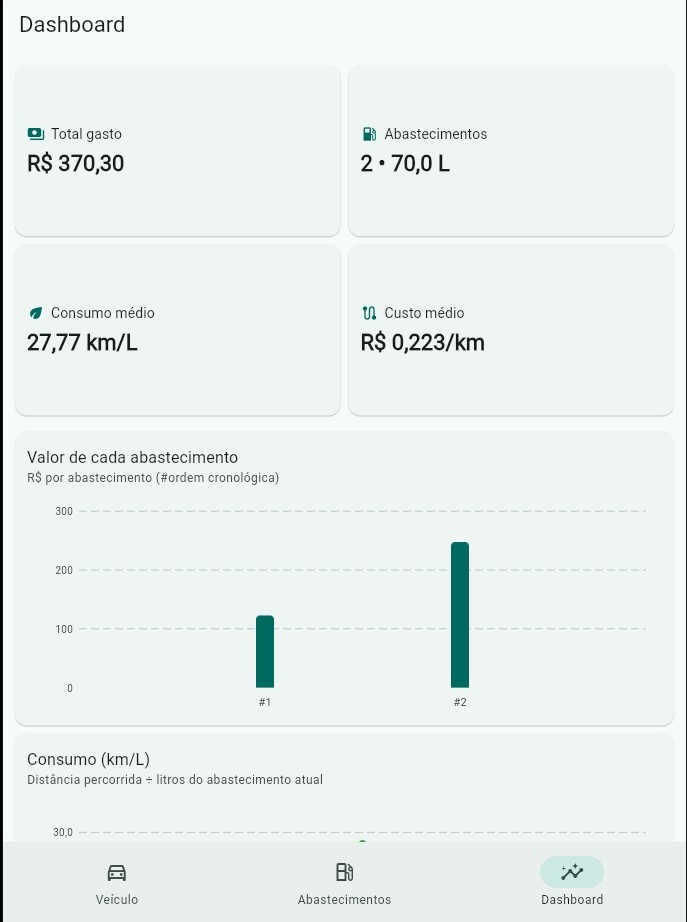 Dashboard
Total gasto
R$ 370,30
Abastecimentos
2 • 70,0 L
Consumo médio
27,77 km/L
Custo médio
R$ 0,223/km
Valor de cada abastecimento
R$ por abastecimento (#ordem cronológica)
300
200
100
0
#1
#2
Consumo (km/L)
Distância percorrida ÷ litros do abastecimento atual
30,0
Veículo
Abastecimentos
Dashboard